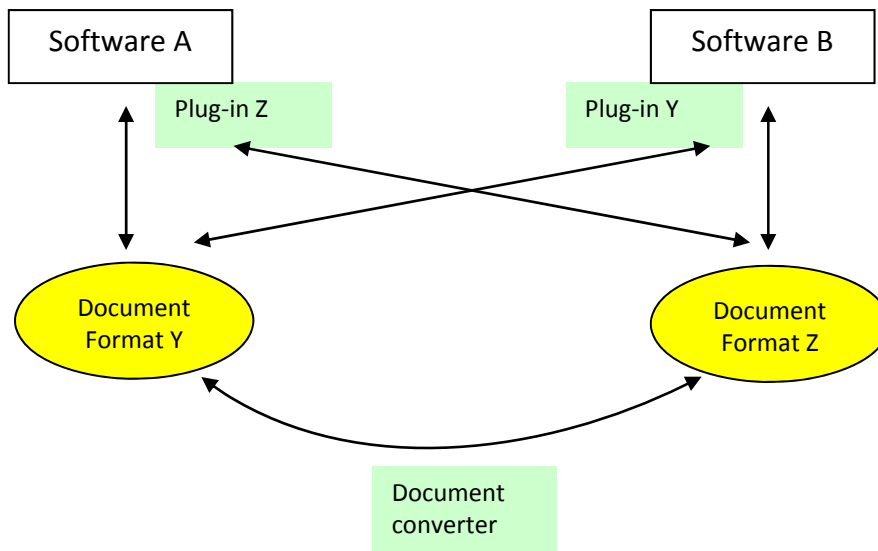 Software A
Software B
Plug-in Z
Plug-in Y
Document
Format Y
Document
Format Z
Document
converter